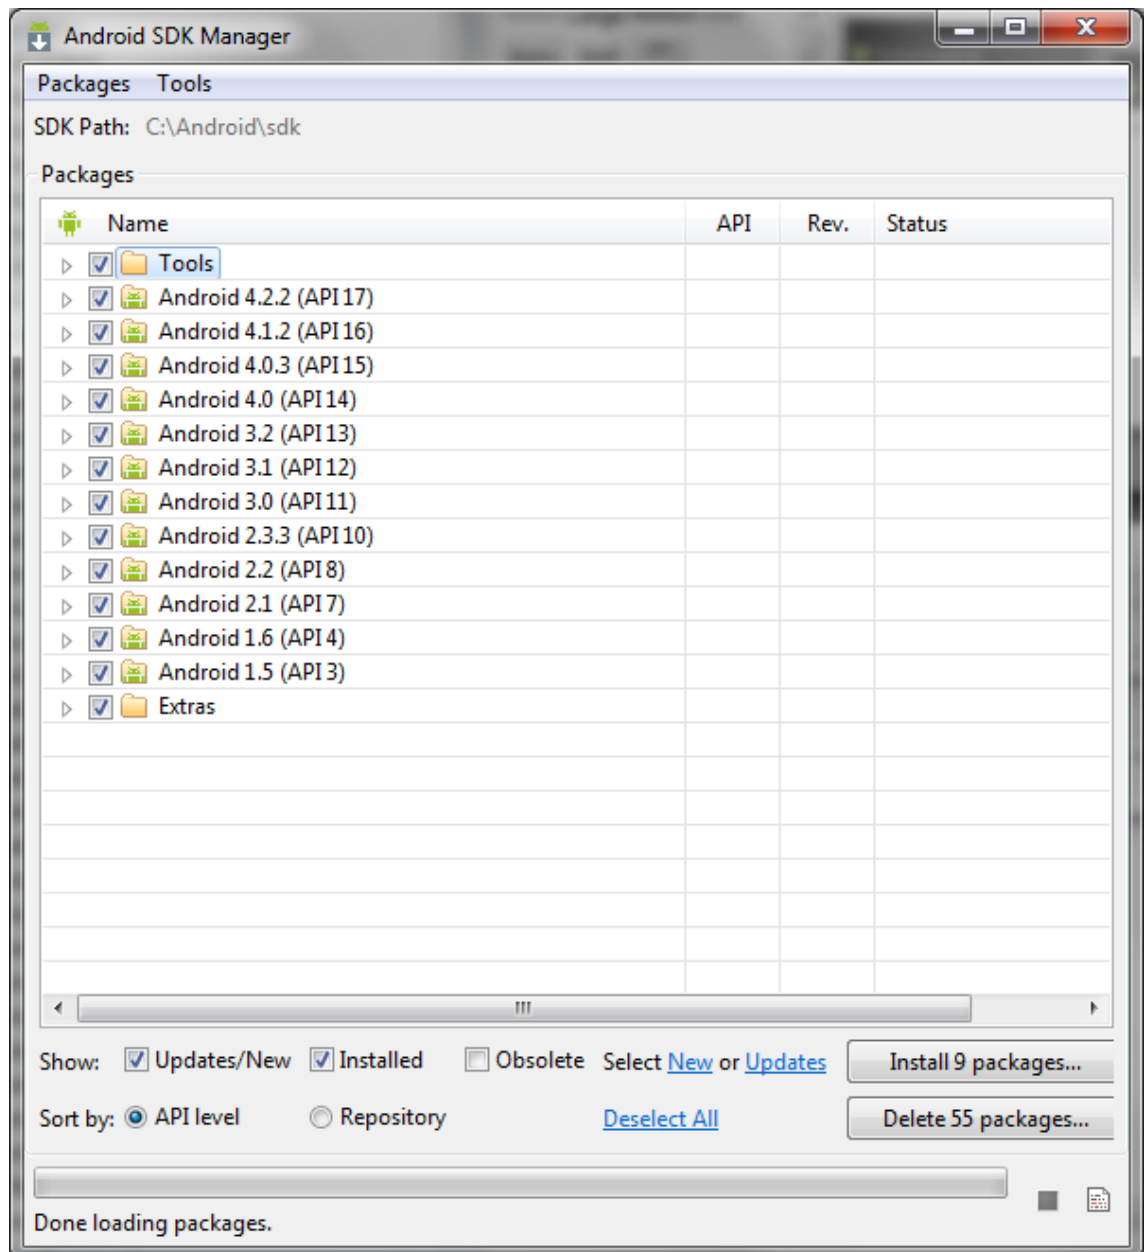 Android SDK Manager
Packages Tools
SDK Path: C:\Android\sdk
Packages
Name API Rev. Status
Tools
Android 4.2.2 (API 17)
Android 4.1.2 (API 16)
Android 4.0.3 (API 15)
Android 4.0 (API 14)
Android 3.2 (API 13)
Android 3.1 (API 12)
Android 3.0 (API 11)
Android 2.3.3 (API 10)
Android 2.2 (API 8)
Android 2.1 (API 7)
Android 1.6 (API 4)
Android 1.5 (API 3)
Extras
Show: Updates/New Installed Obsolete Select New or Updates Install 9 packages...
Sort by: API level Repository Deselect All Delete 55 packages...
Done loading packages.